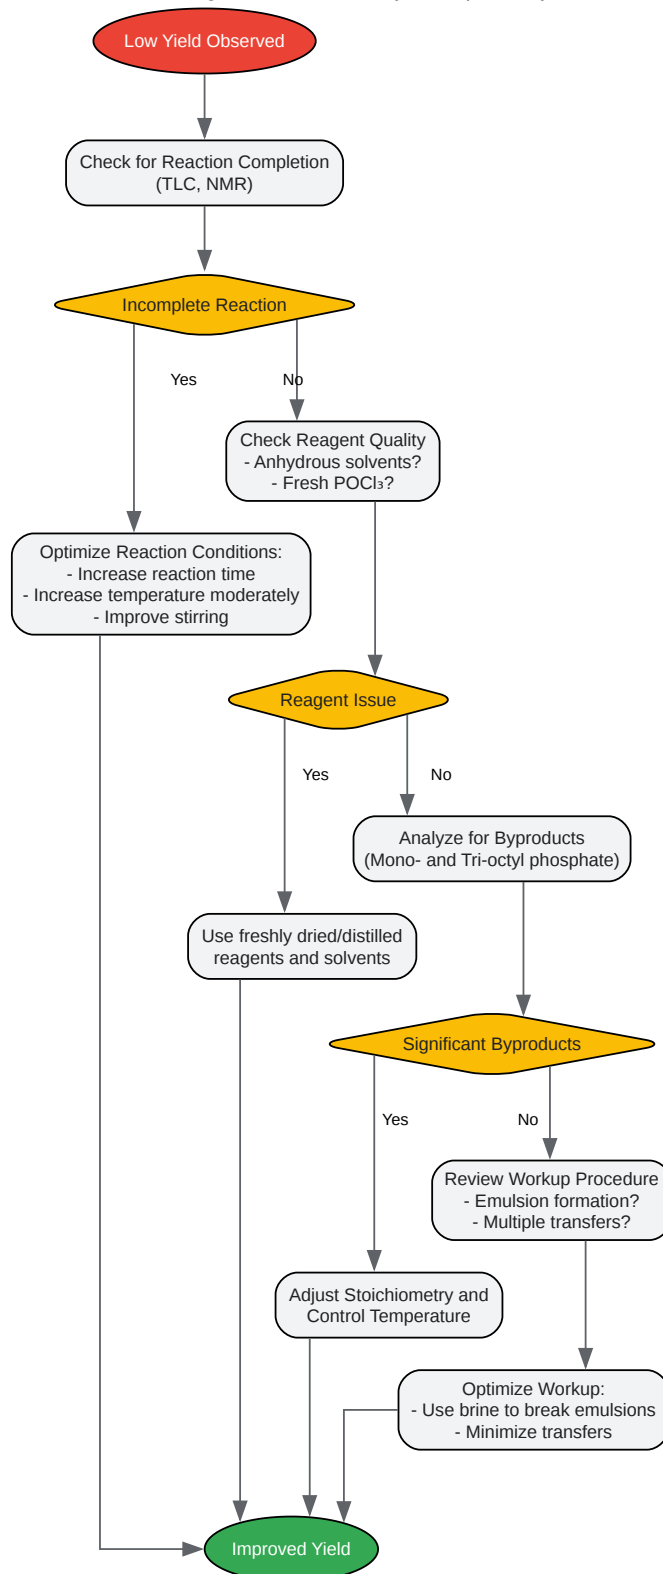 Low Yield Observed
Check for Reaction Completion
(TLC, NMR)
Incomplete Reaction
Yes
No
Check Reagent Quality
- Anhydrous solvents?
- Fresh POCl₃?
Optimize Reaction Conditions:
- Increase reaction time
- Increase temperature moderately
- Improve stirring
Reagent Issue
Yes
No
Analyze for Byproducts
(Mono- and Tri-octyl phosphate)
Use freshly dried/distilled
reagents and solvents
Significant Byproducts
Yes
No
Review Workup Procedure
- Emulsion formation?
- Multiple transfers?
Adjust Stoichiometry and
Control Temperature
Optimize Workup:
- Use brine to break emulsions
- Minimize transfers
Improved Yield